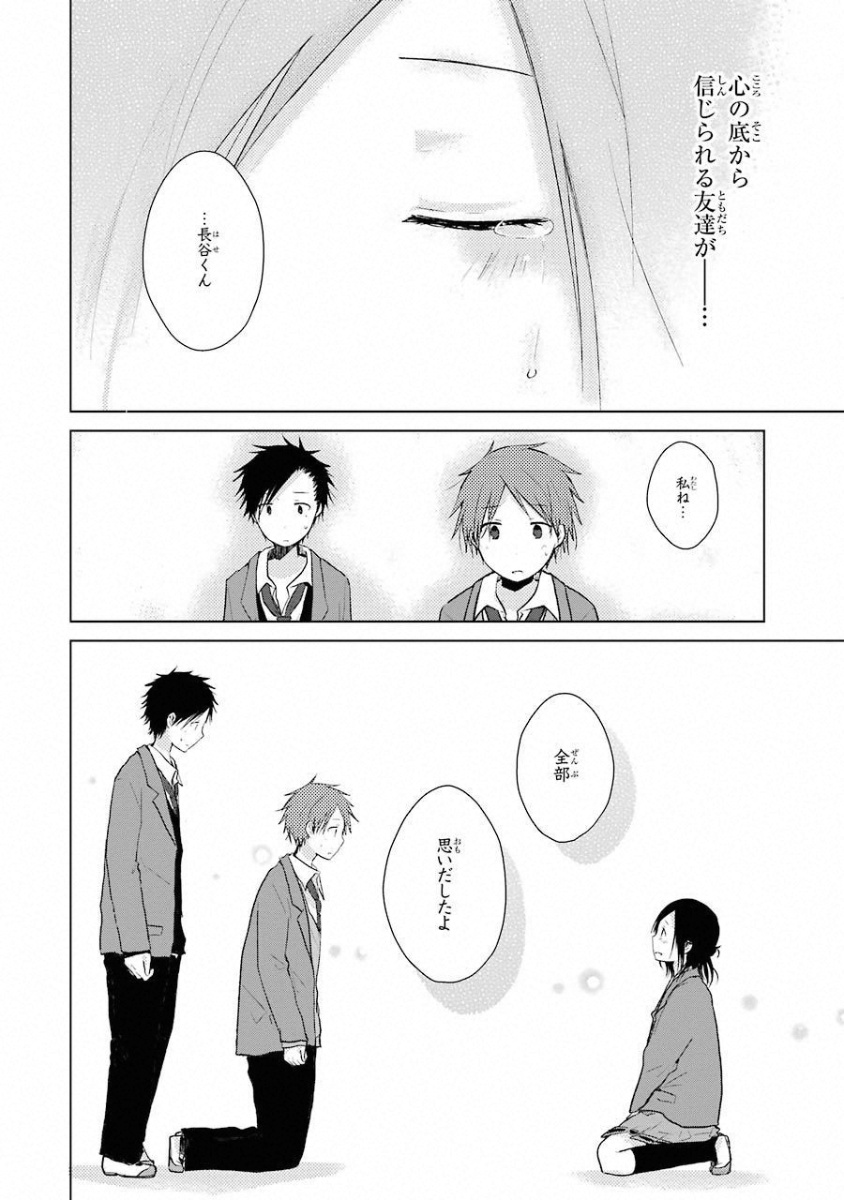 心の底から
信じられる友達が――…
…長谷くん
私ね…
全部
思いだしたよ